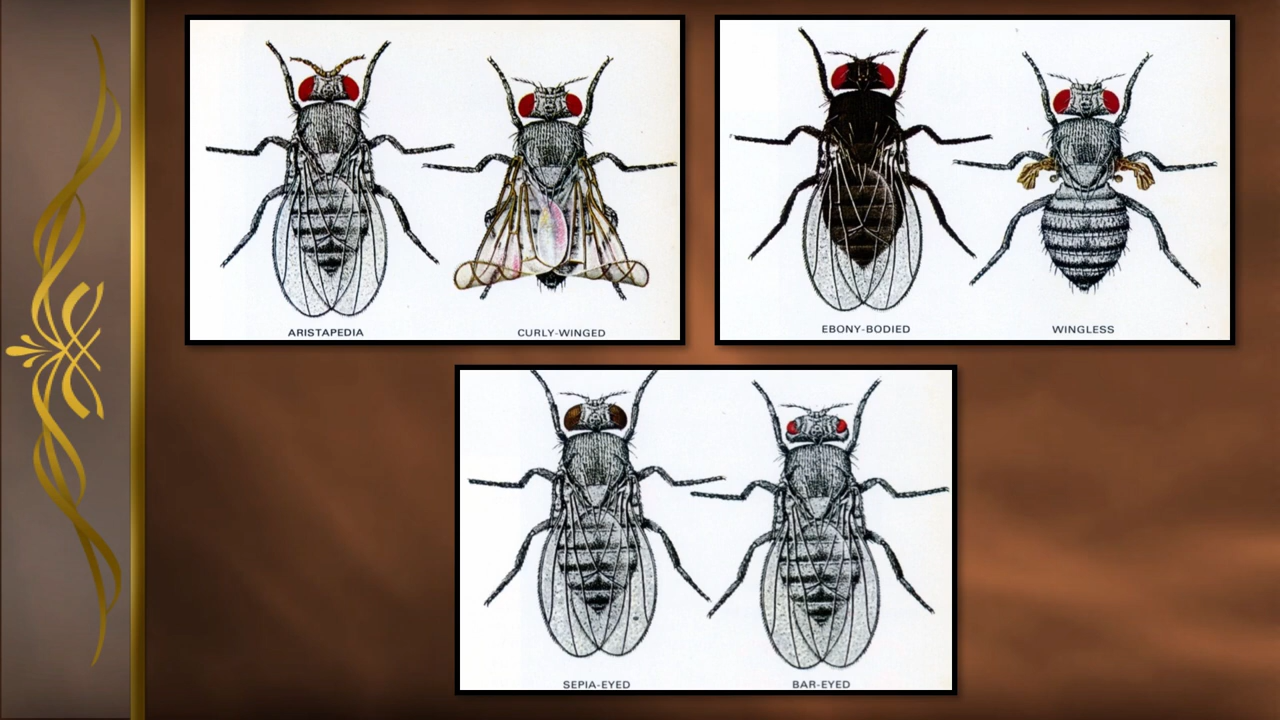 ARISTAPEDIA
CURLY-WINGED
EBONY-BODIED
WINGLESS
SEPIA-EYED
BAR-EYED